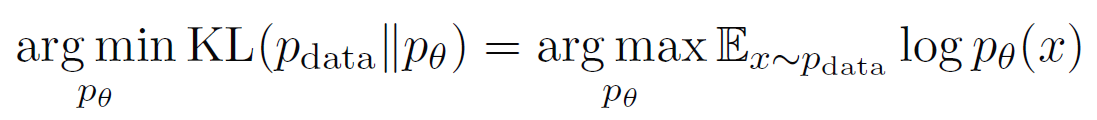 arg min KL(p_data‖p_θ) = arg max 𝔼_{x∼p_data} log p_θ(x)
p_θ p_θ